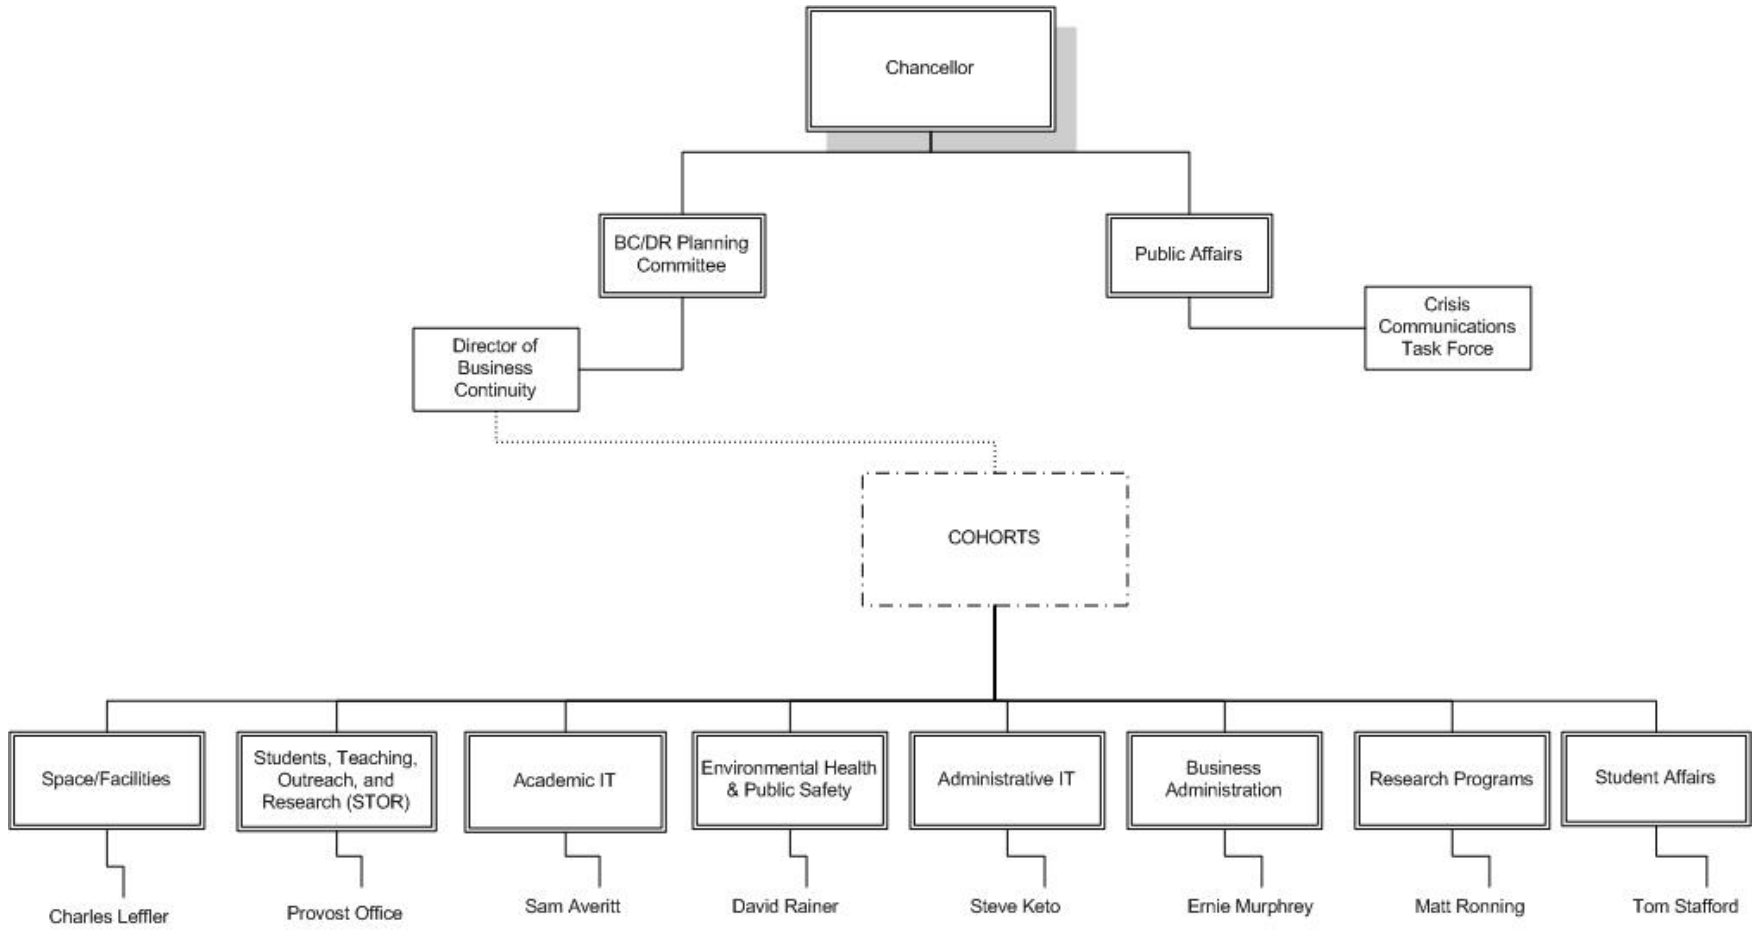 Chancellor
BC/DR Planning
Committee
Public Affairs
Director of
Business
Continuity
Crisis
Communications
Task Force
COHORTS
Space/Facilities
Students, Teaching,
Outreach, and
Research (STOR)
Academic IT
Environmental Health
& Public Safety
Administrative IT
Business
Administration
Research Programs
Student Affairs
Charles Leffler
Provost Office
Sam Averitt
David Rainer
Steve Keto
Ernie Murphrey
Matt Ronning
Tom Stafford